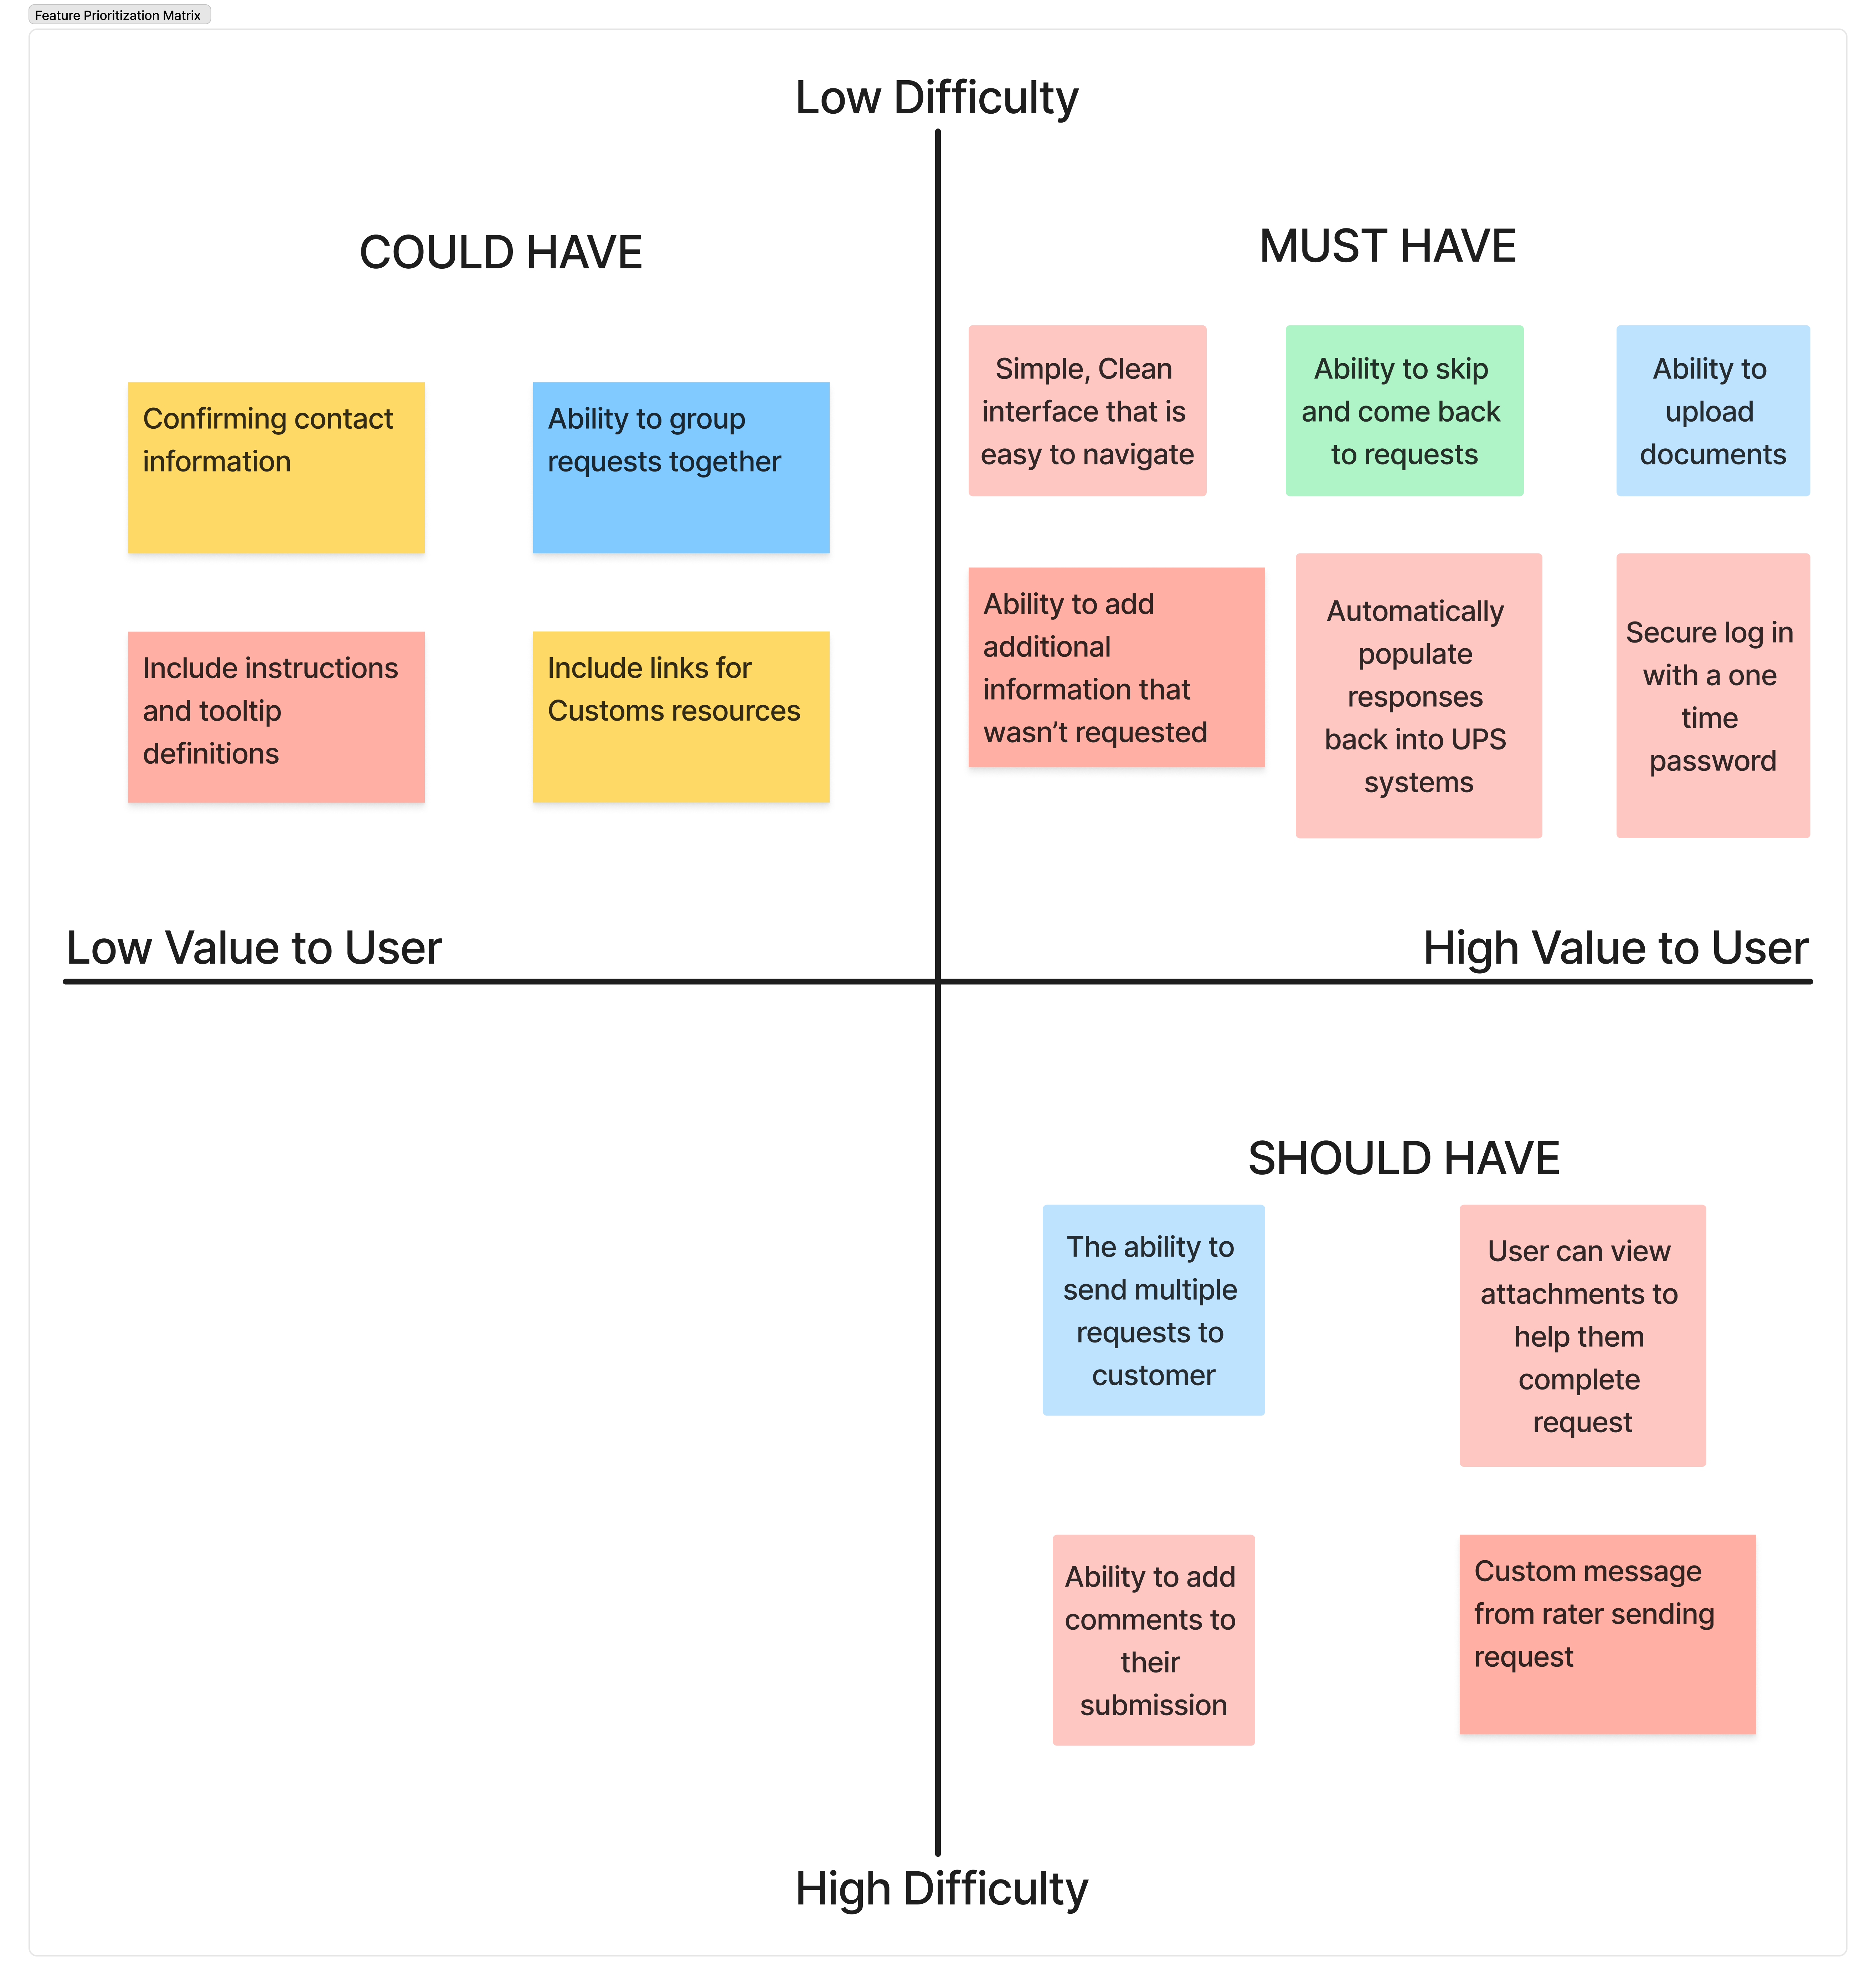 Feature Prioritization Matrix
Low Difficulty
COULD HAVE
MUST HAVE
Confirming contact
information
Ability to group
requests together
Include instructions
and tooltip
definitions
Include links for
Customs resources
Simple, Clean
interface that is
easy to navigate
Ability to skip
and come back
to requests
Ability to
upload
documents
Ability to add
additional
information that
wasn’t requested
Automatically
populate
responses
back into UPS
systems
Secure log in
with a one
time
password
Low Value to User
High Value to User
SHOULD HAVE
The ability to
send multiple
requests to
customer
User can view
attachments to
help them
complete
request
Ability to add
comments to
their
submission
Custom message
from rater sending
request
High Difficulty